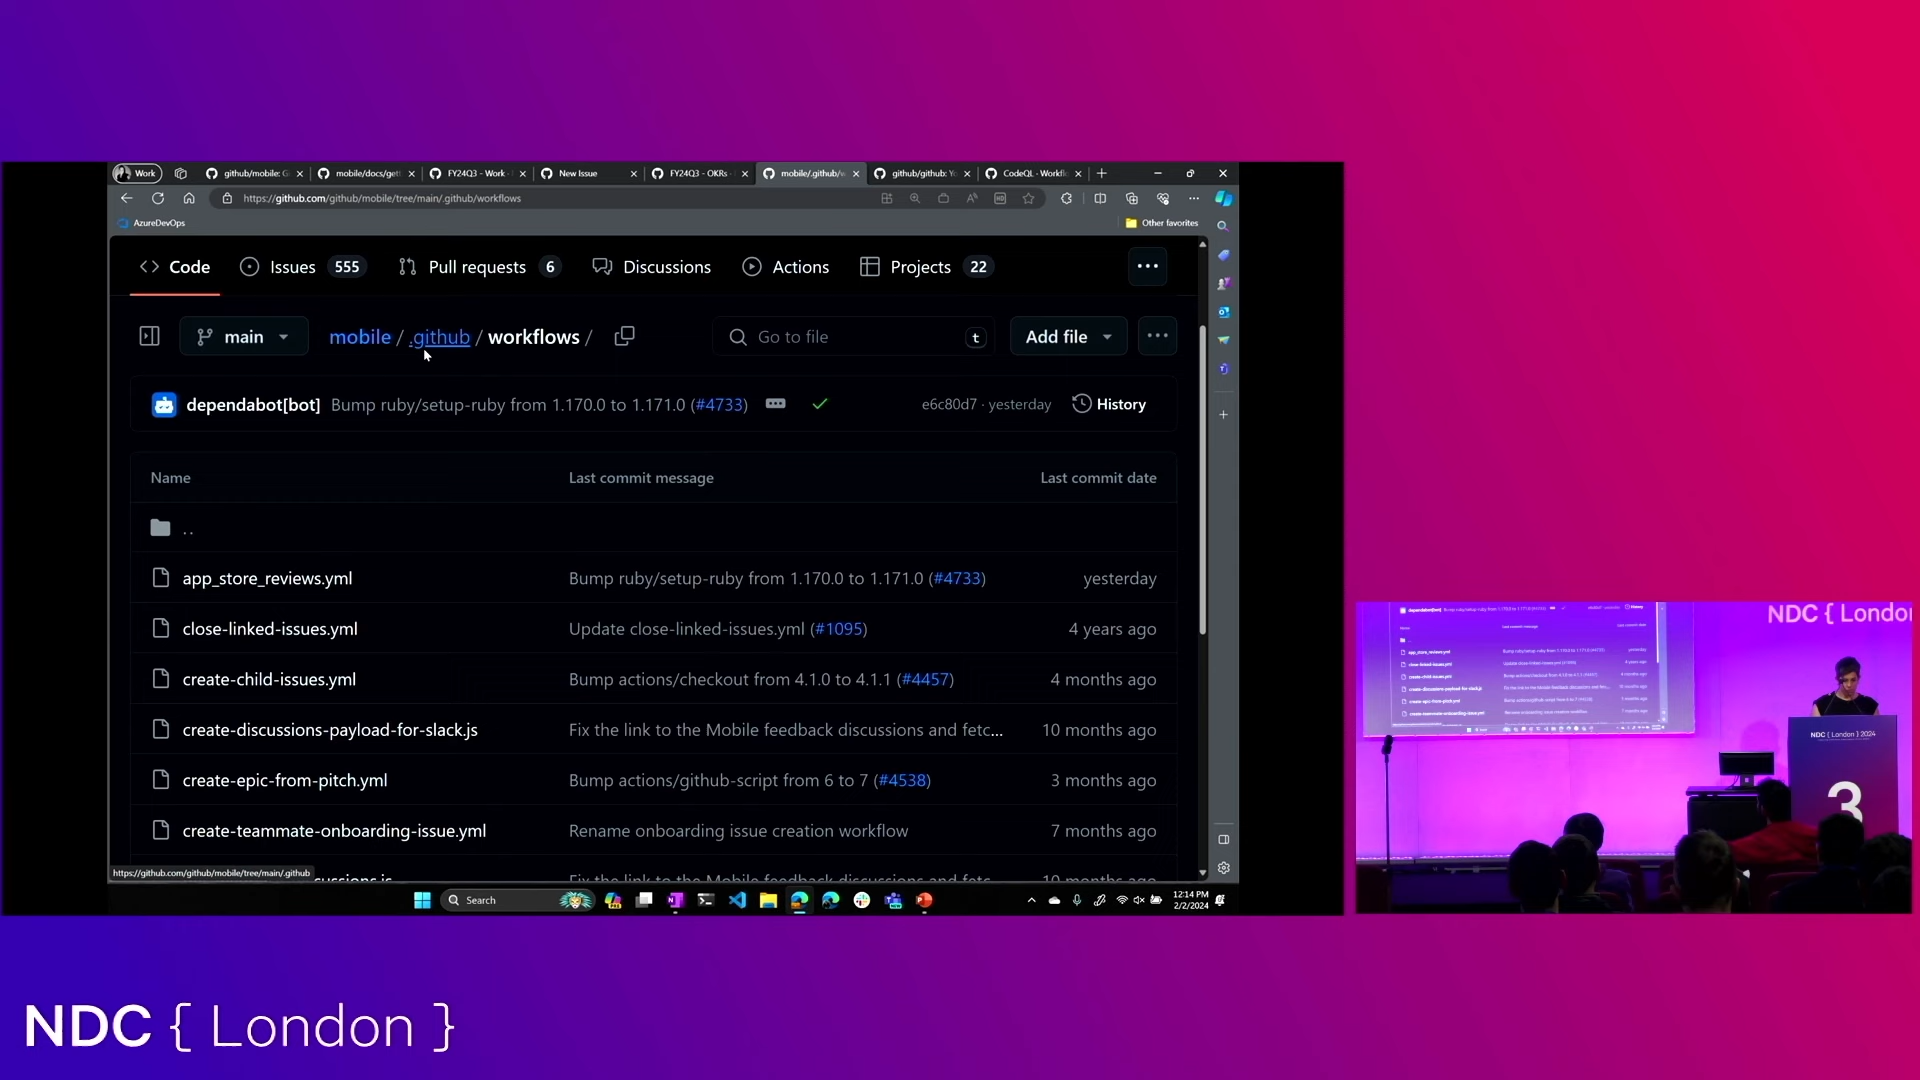 Work
github/mobile: G
mobile/docs/gett
FY24Q3 - Work
New Issue
FY24Q3 - OKRs
mobile/.github/w
github/github: Yo
CodeQL · Workfl
https://github.com/github/mobile/tree/main/.github/workflows
AzureDevOps
Other favorites
Code
Issues 555
Pull requests 6
Discussions
Actions
Projects 22
main
mobile / .github / workflows /
Go to file t
Add file
dependabot[bot] Bump ruby/setup-ruby from 1.170.0 to 1.171.0 (#4733)
e6c80d7 · yesterday
History
Name Last commit message Last commit date
..
app_store_reviews.yml Bump ruby/setup-ruby from 1.170.0 to 1.171.0 (#4733) yesterday
close-linked-issues.yml Update close-linked-issues.yml (#1095) 4 years ago
create-child-issues.yml Bump actions/checkout from 4.1.0 to 4.1.1 (#4457) 4 months ago
create-discussions-payload-for-slack.js Fix the link to the Mobile feedback discussions and fetc... 10 months ago
create-epic-from-pitch.yml Bump actions/github-script from 6 to 7 (#4538) 3 months ago
create-teammate-onboarding-issue.yml Rename onboarding issue creation workflow 7 months ago
https://github.com/github/mobile/tree/main/.github
Search
12:14 PM
2/2/2024
NDC { Londo
NDC { London } 2024
3
NDC { London }